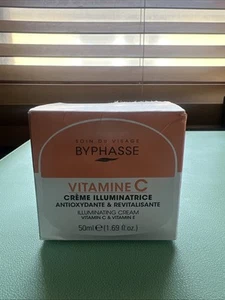 SOIN DU VISAGE
BYPHASSE
VITAMINE C
CRÈME ILLUMINATRICE
ANTIOXYDANTE & REVITALISANTE
ILLUMINATING CREAM
VITAMIN C & VITAMIN E
50ml℮(1.69 fl.oz.)